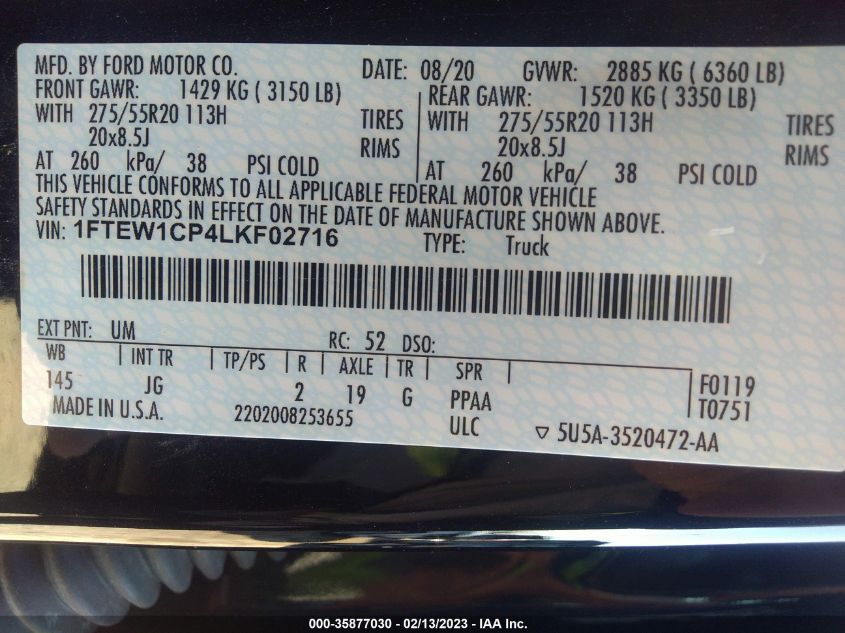 MFD. BY FORD MOTOR CO. DATE: 08/20 GVWR: 2885 KG ( 6360 LB)
FRONT GAWR: 1429 KG ( 3150 LB) REAR GAWR: 1520 KG ( 3350 LB)
WITH 275/55R20 113H TIRES WITH 275/55R20 113H TIRES
20x8.5J RIMS 20x8.5J RIMS
AT 260 kPa/ 38 PSI COLD AT 260 kPa/ 38 PSI COLD
THIS VEHICLE CONFORMS TO ALL APPLICABLE FEDERAL MOTOR VEHICLE
SAFETY STANDARDS IN EFFECT ON THE DATE OF MANUFACTURE SHOWN ABOVE.
VIN: 1FTEW1CP4LKF02716 TYPE: Truck
EXT PNT: UM RC: 52 DSO:
WB INT TR TP/PS R AXLE TR SPR
145 JG 2 19 G PPAA F0119
MADE IN U.S.A. 2202008253655 ULC T0751
5U5A-3520472-AA
000-35877030 - 02/13/2023 - IAA Inc.